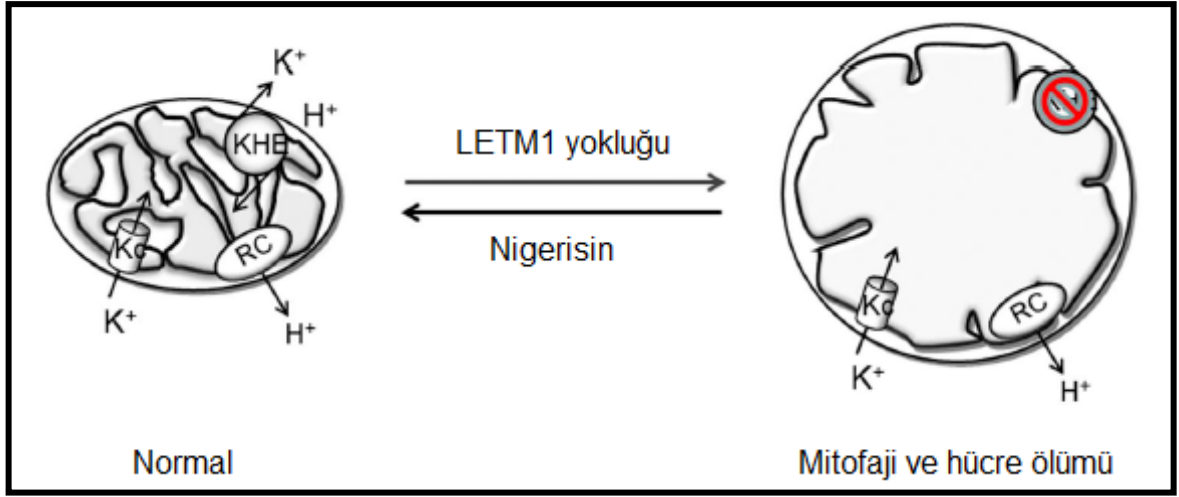 K⁺
H⁺
KHE
Kc
RC
K⁺
H⁺
Normal
LETM1 yokluğu
Nigerisin
Kc
RC
K⁺
H⁺
Mitofaji ve hücre ölümü